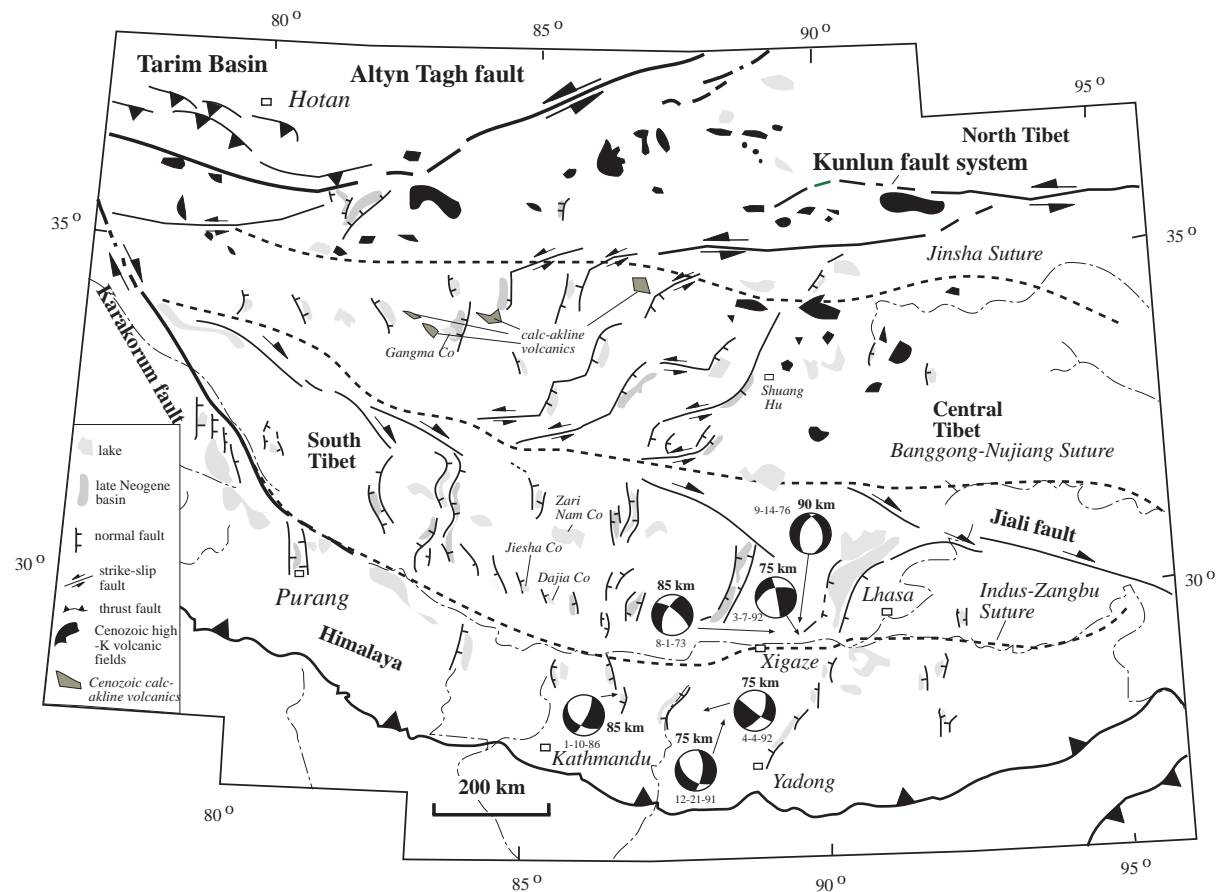 80 o
85 o
90 o
95 o
Tarim Basin
Altyn Tagh fault
Hotan
North Tibet
Kunlun fault system
35 o
35 o
Jinsha Suture
Karakorum fault
calc-akline
volcanics
Gangma Co
Shuang
Hu
Central
Tibet
Banggong-Nujiang Suture
South
Tibet
lake
late Neogene
basin
normal fault
strike-slip
fault
thrust fault
Cenozoic high
-K volcanic
fields
Cenozoic calc-
akline volcanics
Zari
Nam Co
9-14-76
90 km
Jiali fault
30 o
30 o
Jiesha Co
Dajia Co
85 km
75 km
Purang
Lhasa
Indus-Zangbu
Suture
3-7-92
8-1-73
Himalaya
Xigaze
75 km
85 km
1-10-86
4-4-92
75 km
Kathmandu
Yadong
12-21-91
200 km
80 o
85 o
90 o
95 o